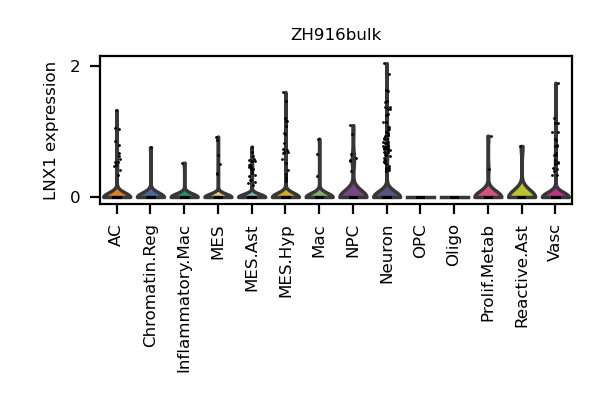 ZH916bulk
LNX1 expression
2
0
AC
Chromatin.Reg
Inflammatory.Mac
MES
MES.Ast
MES.Hyp
Mac
NPC
Neuron
OPC
Oligo
Prolif.Metab
Reactive.Ast
Vasc